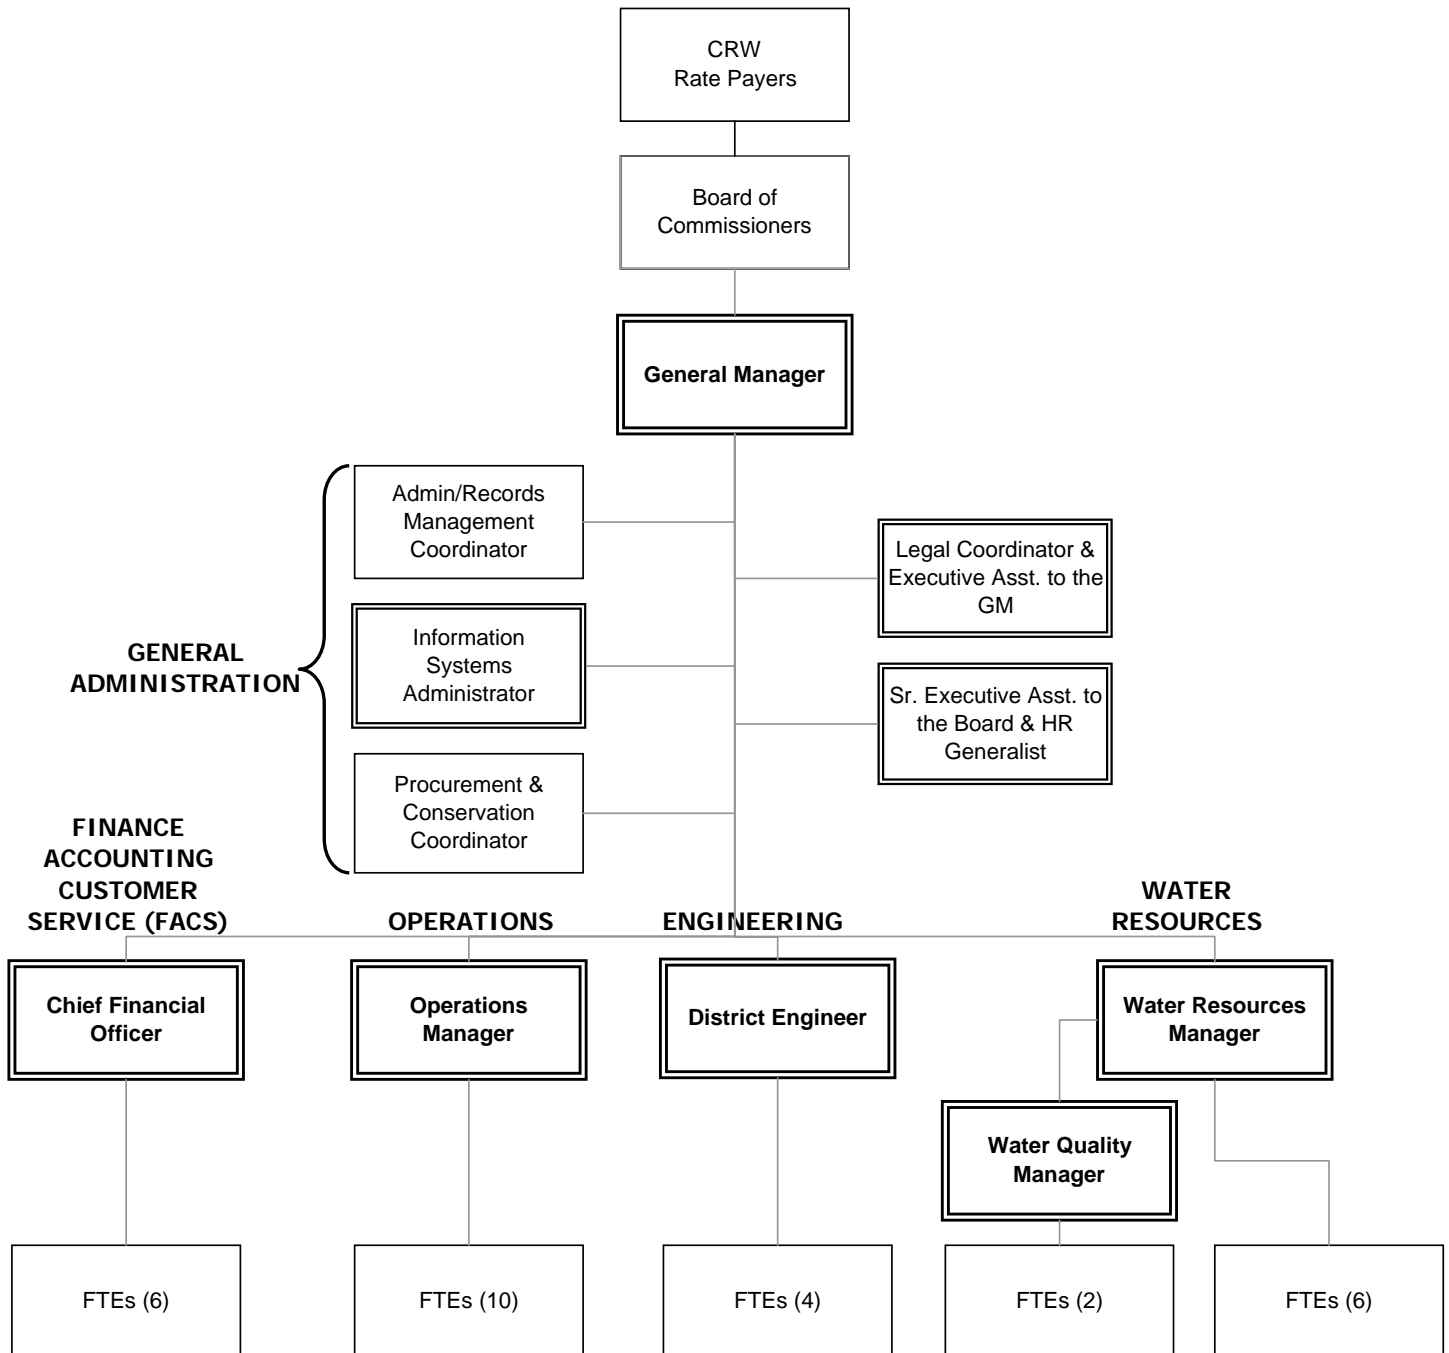 CRW
Rate Payers
Board of
Commissioners
General Manager
Admin/Records
Management
Coordinator
Legal Coordinator &
Executive Asst. to the
GM
GENERAL
ADMINISTRATION
Information
Systems
Administrator
Sr. Executive Asst. to
the Board & HR
Generalist
Procurement &
Conservation
Coordinator
FINANCE
ACCOUNTING
CUSTOMER
SERVICE (FACS)
OPERATIONS
ENGINEERING
WATER
RESOURCES
Chief Financial
Officer
Operations
Manager
District Engineer
Water Resources
Manager
Water Quality
Manager
FTEs (6)
FTEs (10)
FTEs (4)
FTEs (2)
FTEs (6)